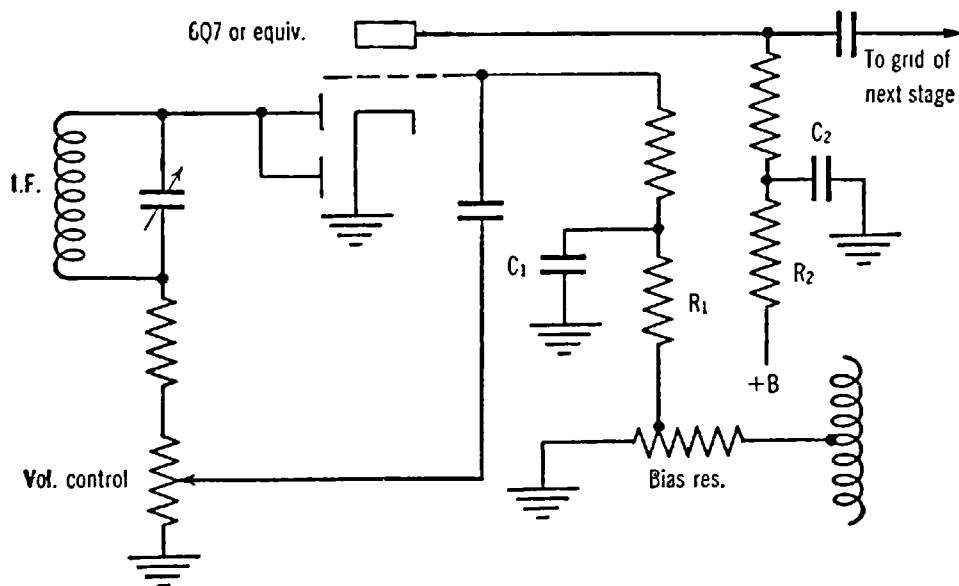 6Q7 or equiv.
To grid of
next stage
I.F.
C2
C1
R1
R2
+B
Vol. control
Bias res.